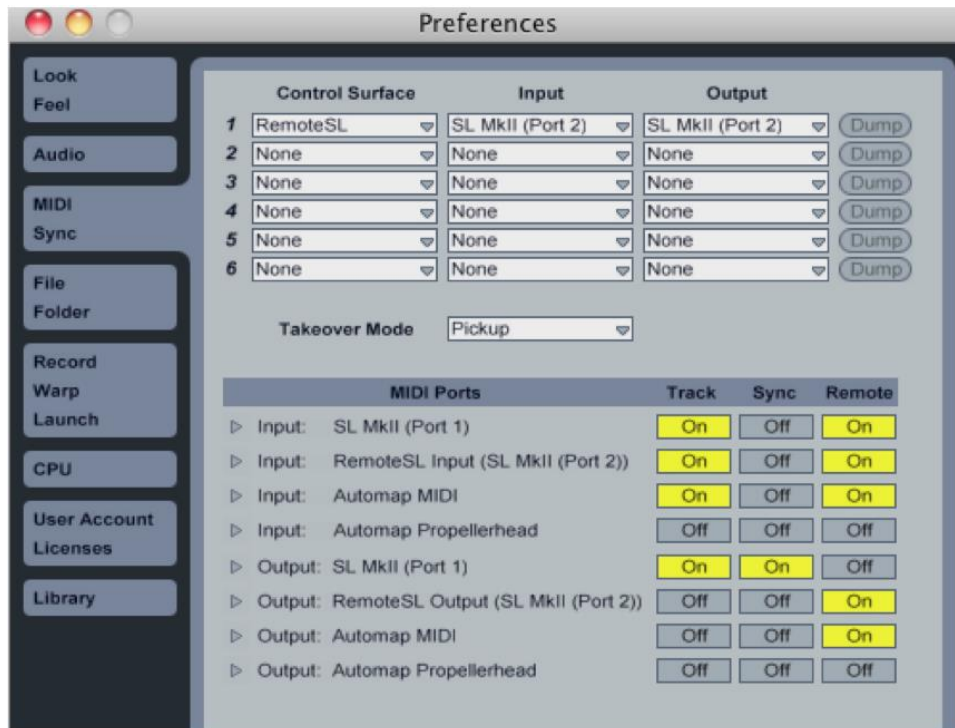 Preferences
Look
Feel
Audio
MIDI
Sync
File
Folder
Record
Warp
Launch
CPU
User Account
Licenses
Library
Control Surface Input Output
1 RemoteSL SL MkII (Port 2) SL MkII (Port 2) Dump
2 None None None Dump
3 None None None Dump
4 None None None Dump
5 None None None Dump
6 None None None Dump
Takeover Mode Pickup
MIDI Ports Track Sync Remote
Input: SL MkII (Port 1) On Off On
Input: RemoteSL Input (SL MkII (Port 2)) On Off On
Input: Automap MIDI On Off On
Input: Automap Propellerhead Off Off Off
Output: SL MkII (Port 1) On On Off
Output: RemoteSL Output (SL MkII (Port 2)) Off Off On
Output: Automap MIDI Off Off On
Output: Automap Propellerhead Off Off Off